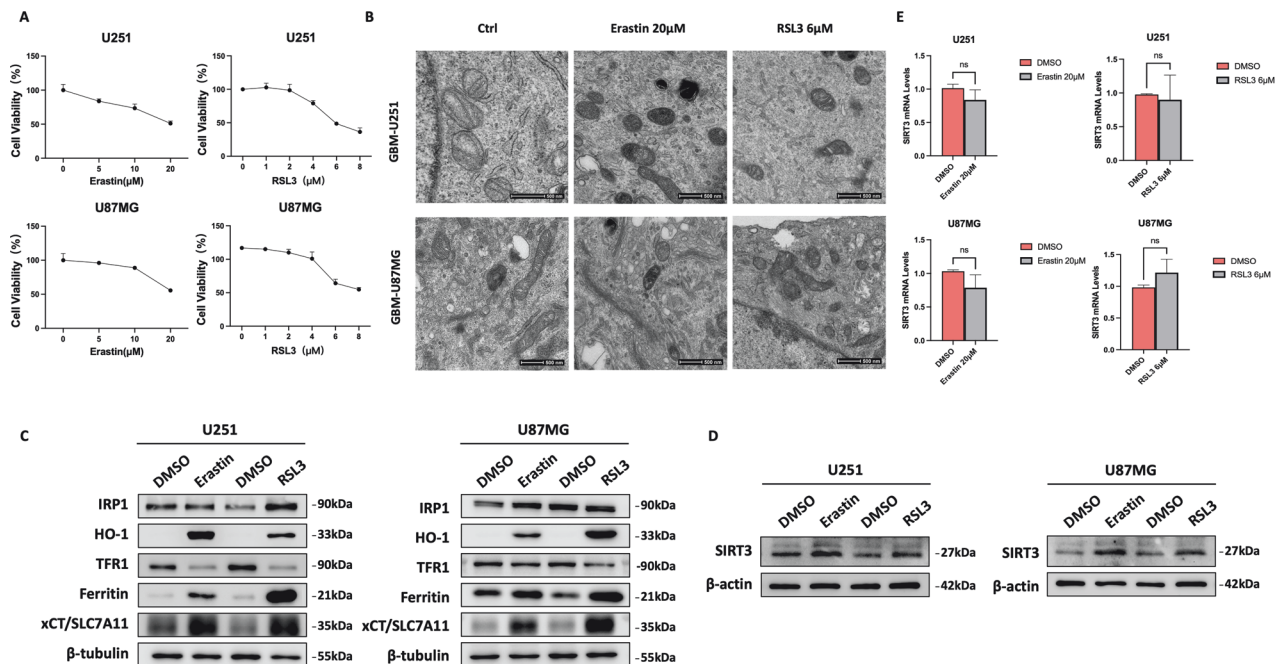 A
U251
Cell Viability (%)
150
100
50
0
0 5 10 20
Erastin(μM)
U251
Cell Viability (%)
150
100
50
0
0 1 2 4 6 8
RSL3 (μM)
U87MG
Cell Viability (%)
150
100
50
0
0 5 10 20
Erastin(μM)
U87MG
Cell Viability (%)
150
100
50
0
0 1 2 4 6 8
RSL3 (μM)
B
Ctrl Erastin 20μM RSL3 6μM
GBM-U251
500 nm 500 nm 500 nm
GBM-U87MG
500 nm 500 nm 500 nm
E
U251
SIRT3 mRNA Levels
1.5
1.0
0.5
0.0
ns
DMSO
Erastin 20μM
DMSO
Erastin 20μM
U251
SIRT3 mRNA Levels
1.5
1.0
0.5
0.0
ns
DMSO
RSL3 6μM
DMSO
RSL3 6μM
U87MG
SIRT3 mRNA Levels
1.5
1.0
0.5
0.0
ns
DMSO
Erastin 20μM
DMSO
Erastin 20μM
U87MG
SIRT3 mRNA Levels
1.5
1.0
0.5
0.0
ns
DMSO
RSL3 6μM
DMSO
RSL3 6μM
C
U251
DMSO Erastin DMSO RSL3
IRP1 -90kDa
HO-1 -33kDa
TFR1 -90kDa
Ferritin -21kDa
xCT/SLC7A11 -35kDa
β-tubulin -55kDa
U87MG
DMSO Erastin DMSO RSL3
IRP1 -90kDa
HO-1 -33kDa
TFR1 -90kDa
Ferritin -21kDa
xCT/SLC7A11 -35kDa
β-tubulin -55kDa
D
U251
DMSO Erastin DMSO RSL3
SIRT3 -27kDa
β-actin -42kDa
U87MG
DMSO Erastin DMSO RSL3
SIRT3 -27kDa
β-actin -42kDa